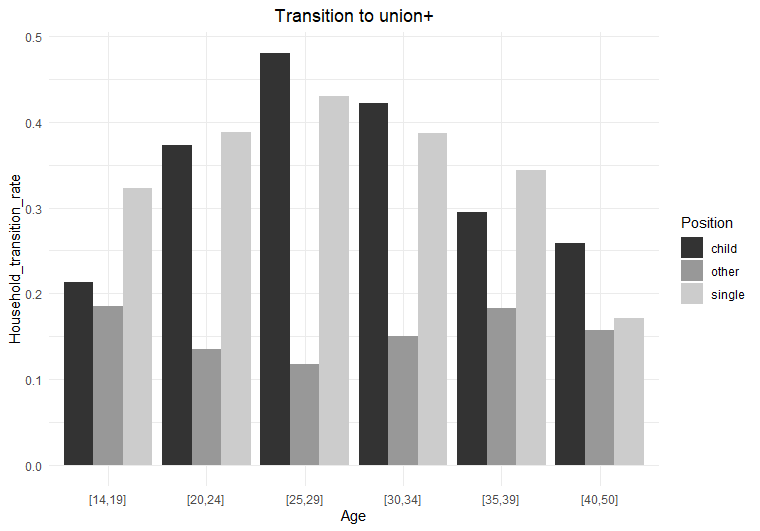 Transition to union+
Household_transition_rate
0.5
0.4
0.3
0.2
0.1
0.0
[14,19] [20,24] [25,29] [30,34] [35,39] [40,50]
Age
Position
child
other
single